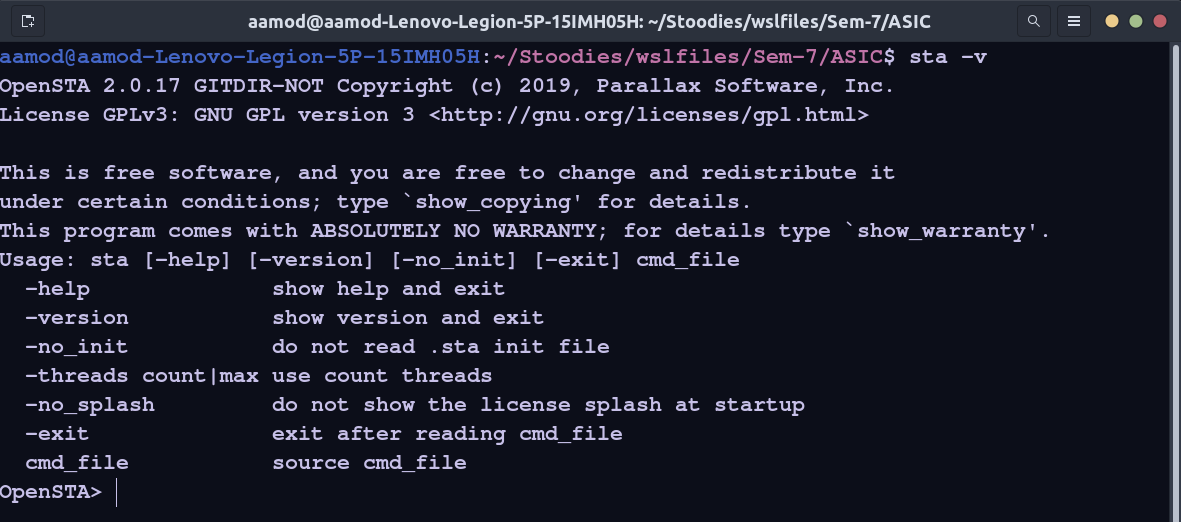 aamod@aamod-Lenovo-Legion-5P-15IMH05H: ~/Stoodies/wslfiles/Sem-7/ASIC
aamod@aamod-Lenovo-Legion-5P-15IMH05H:~/Stoodies/wslfiles/Sem-7/ASIC$ sta -v
OpenSTA 2.0.17 GITDIR-NOT Copyright (c) 2019, Parallax Software, Inc.
License GPLv3: GNU GPL version 3 <http://gnu.org/licenses/gpl.html>

This is free software, and you are free to change and redistribute it
under certain conditions; type `show_copying' for details.
This program comes with ABSOLUTELY NO WARRANTY; for details type `show_warranty'.
Usage: sta [-help] [-version] [-no_init] [-exit] cmd_file
  -help              show help and exit
  -version           show version and exit
  -no_init           do not read .sta init file
  -threads count|max use count threads
  -no_splash         do not show the license splash at startup
  -exit              exit after reading cmd_file
  cmd_file           source cmd_file
OpenSTA>